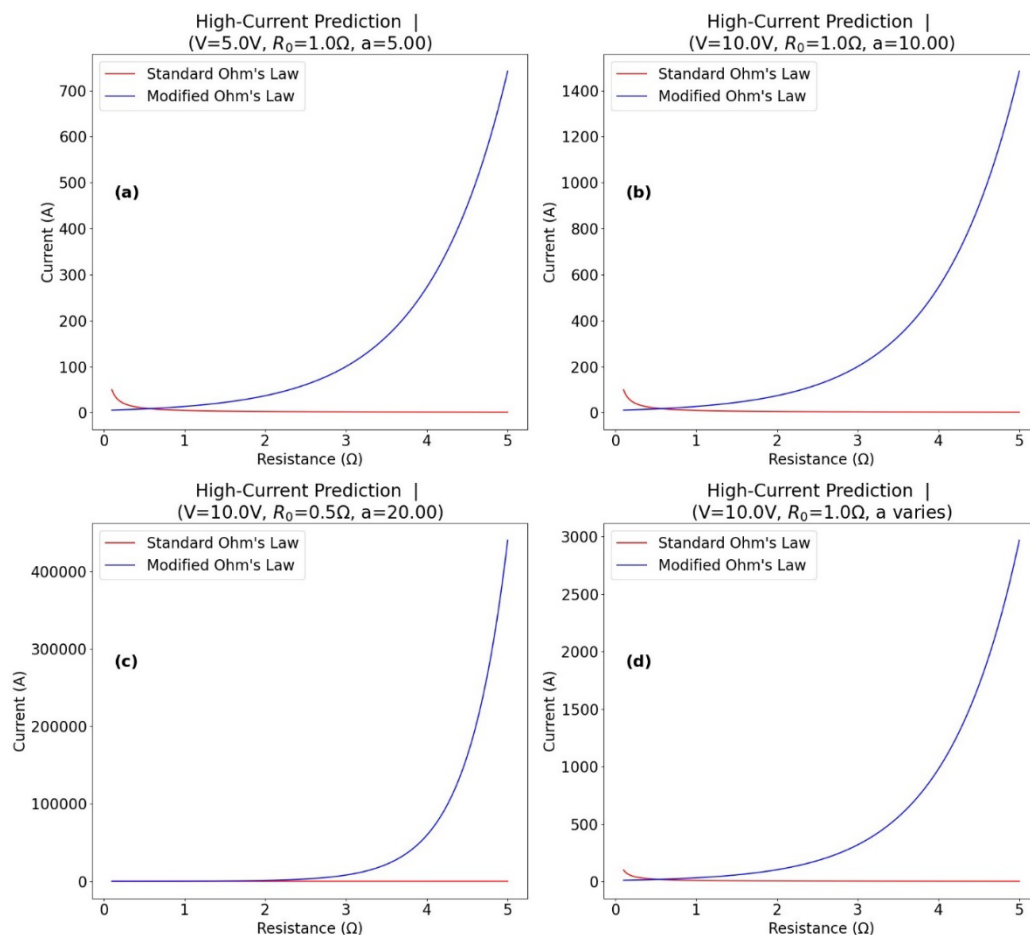 High-Current Prediction |
(V=5.0V, R₀=1.0Ω, a=5.00)
Standard Ohm's Law
Modified Ohm's Law
(a)
Current (A)
700
600
500
400
300
200
100
0
0 1 2 3 4 5
Resistance (Ω)
High-Current Prediction |
(V=10.0V, R₀=1.0Ω, a=10.00)
Standard Ohm's Law
Modified Ohm's Law
(b)
Current (A)
1400
1200
1000
800
600
400
200
0
0 1 2 3 4 5
Resistance (Ω)
High-Current Prediction |
(V=10.0V, R₀=0.5Ω, a=20.00)
Standard Ohm's Law
Modified Ohm's Law
(c)
Current (A)
400000
300000
200000
100000
0
0 1 2 3 4 5
Resistance (Ω)
High-Current Prediction |
(V=10.0V, R₀=1.0Ω, a varies)
Standard Ohm's Law
Modified Ohm's Law
(d)
Current (A)
3000
2500
2000
1500
1000
500
0
0 1 2 3 4 5
Resistance (Ω)